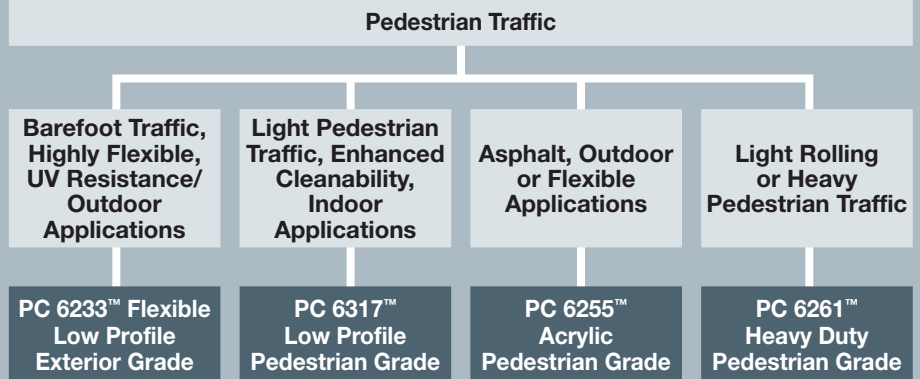 Pedestrian Traffic
Barefoot Traffic,
Highly Flexible,
UV Resistance/
Outdoor
Applications
Light Pedestrian
Traffic, Enhanced
Cleanability,
Indoor
Applications
Asphalt, Outdoor
or Flexible
Applications
Light Rolling
or Heavy
Pedestrian Traffic
PC 6233™ Flexible
Low Profile
Exterior Grade
PC 6317™
Low Profile
Pedestrian Grade
PC 6255™
Acrylic
Pedestrian Grade
PC 6261™
Heavy Duty
Pedestrian Grade